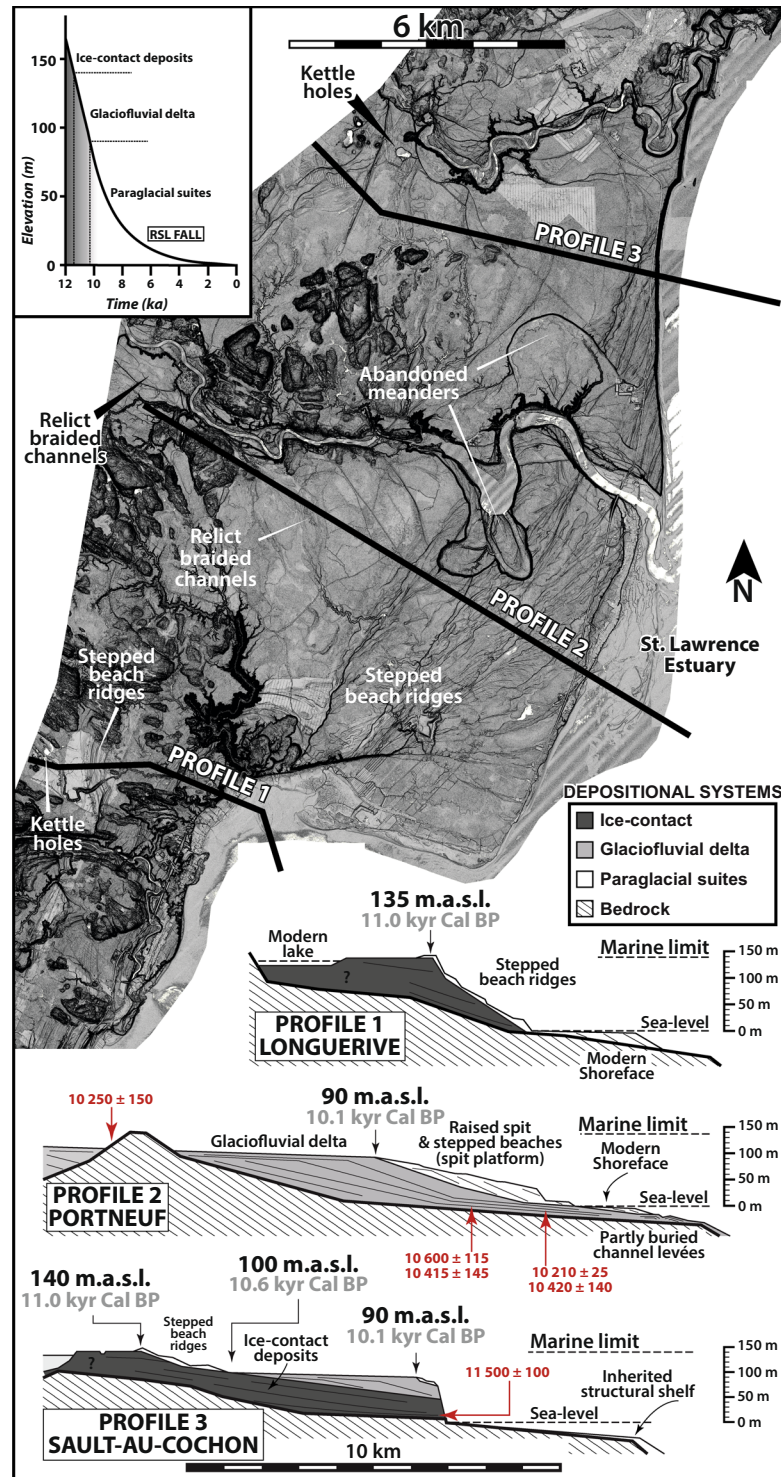 150
100
50
0
Elevation (m)
Ice-contact deposits
Glaciofluvial delta
Paraglacial suites
RSL FALL
12 10 8 6 4 2 0
Time (ka)
6 km
Kettle
holes
PROFILE 3
Abandoned
meanders
Relict
braided
channels
Relict
braided
channels
PROFILE 2
N
St. Lawrence
Estuary
Stepped
beach
ridges
Stepped
beach ridges
PROFILE 1
Kettle
holes
DEPOSITIONAL SYSTEMS
Ice-contact
Glaciofluvial delta
Paraglacial suites
Bedrock
135 m.a.s.l.
11.0 kyr Cal BP
Modern
lake
?
Stepped
beach ridges
Marine limit
150 m
100 m
50 m
0 m
Sea-level
Modern
Shoreface
PROFILE 1
LONGUERIVE
10 250 ± 150
90 m.a.s.l.
10.1 kyr Cal BP
Glaciofluvial delta
Raised spit
& stepped beaches
(spit platform)
Marine limit
Modern
Shoreface
150 m
100 m
50 m
0 m
Sea-level
PROFILE 2
PORTNEUF
Partly buried
channel levées
10 600 ± 115
10 415 ± 145
10 210 ± 25
10 420 ± 140
140 m.a.s.l.
11.0 kyr Cal BP
100 m.a.s.l.
10.6 kyr Cal BP
Stepped
beach
ridges
Ice-contact
deposits
90 m.a.s.l.
10.1 kyr Cal BP
?
11 500 ± 100
Marine limit
150 m
100 m
50 m
0 m
Inherited
structural shelf
Sea-level
PROFILE 3
SAULT-AU-COCHON
10 km